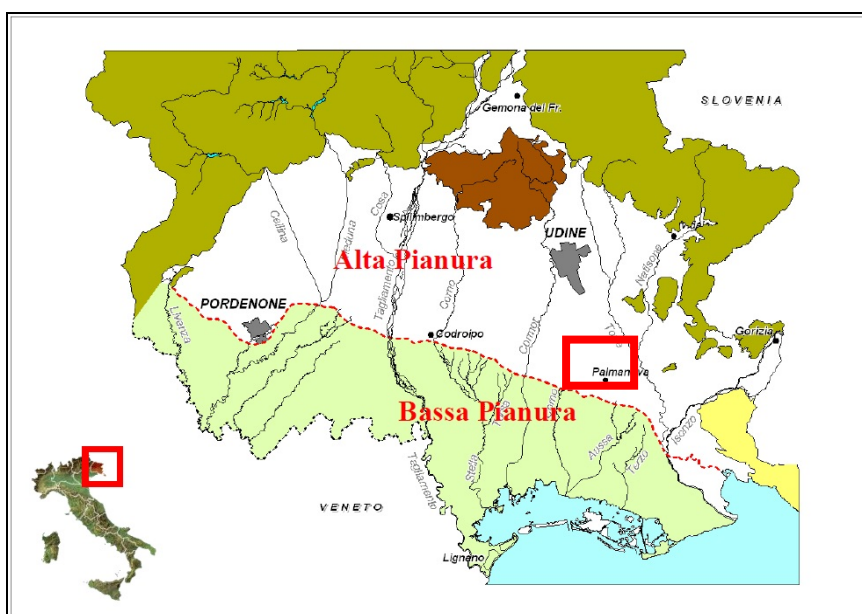 Gemona del Fr.
SLOVENIA
Cosa
Spilimbergo
Cellina
UDINE
Alta Pianura
Natisone
Tagliamento
Corno
PORDENONE
Livenza
Cormor
Codroipo
Gorizia
Palmanova
Bassa Pianura
Isonzo
Aussa
Stella
Tagliamento
VENETO
Lignano